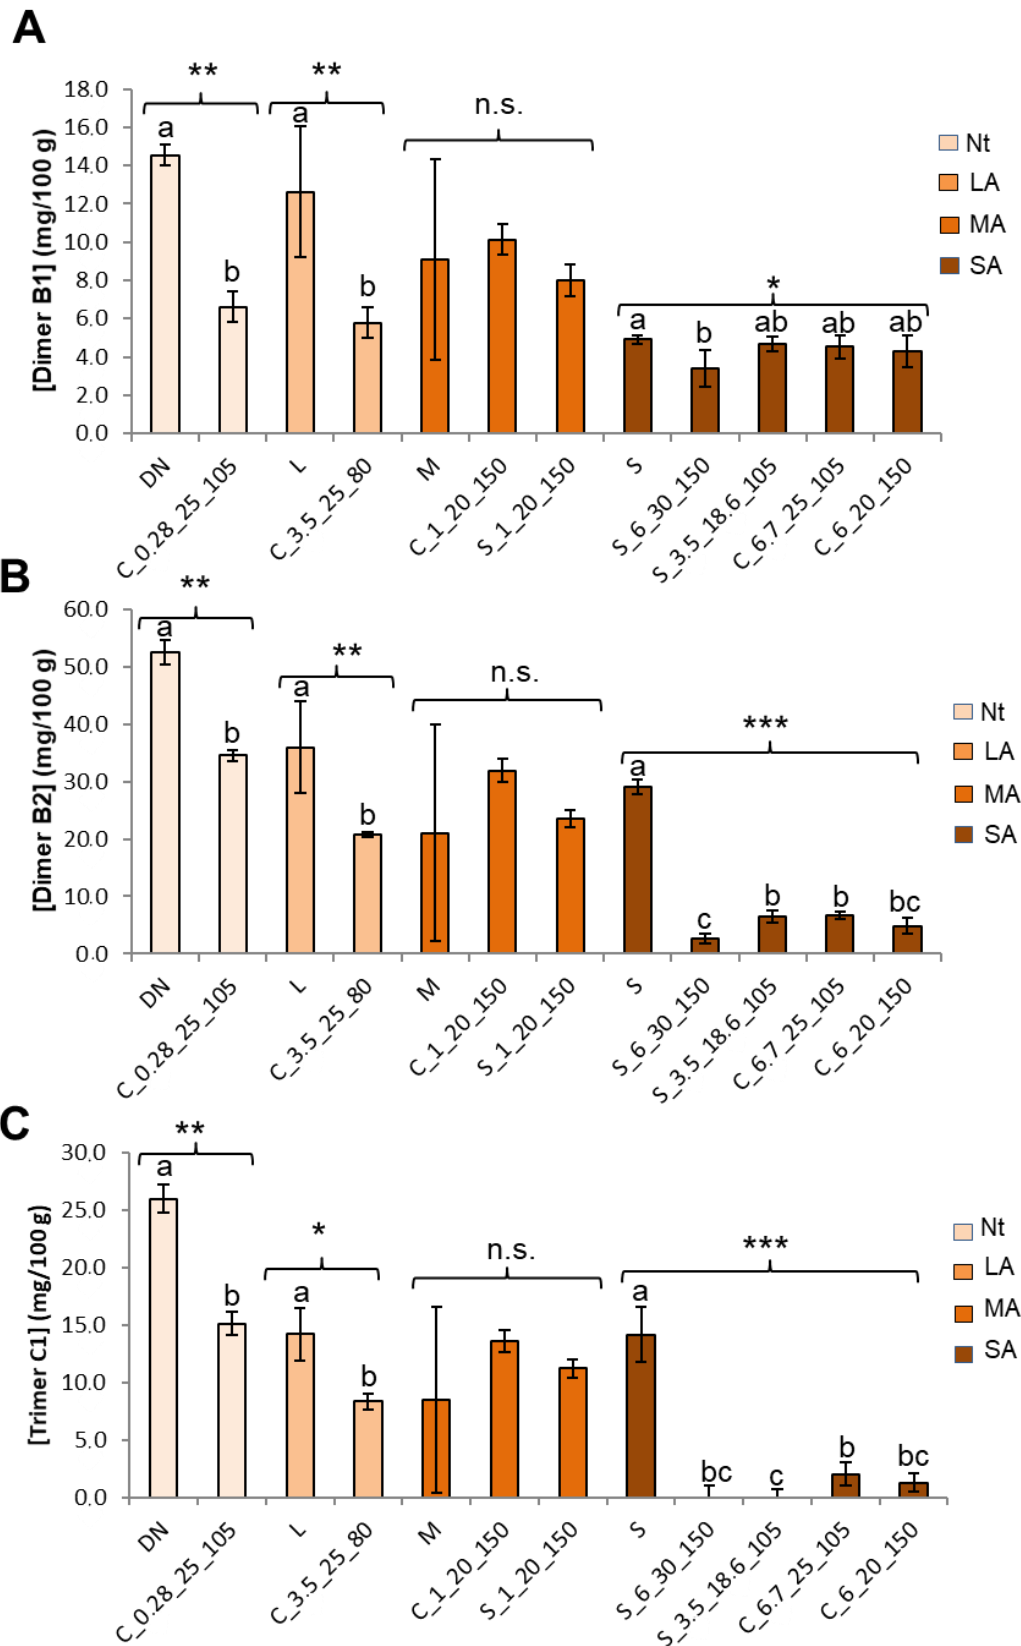 A
[Dimer B1] (mg/100 g)
18.0
16.0
14.0
12.0
10.0
8.0
6.0
4.0
2.0
0.0
** ** n.s. *
a b a b a b ab ab ab
DN C_0.28_25_105 L C_3.5_25_80 M C_1_20_150 S_1_20_150 S S_6_30_150 S_3.5_18.6_105 C_6.7_25_105 C_6_20_150
Nt
LA
MA
SA
B
[Dimer B2] (mg/100 g)
60.0
50.0
40.0
30.0
20.0
10.0
0.0
** ** n.s. ***
a b a b a c b b bc
DN C_0.28_25_105 L C_3.5_25_80 M C_1_20_150 S_1_20_150 S S_6_30_150 S_3.5_18.6_105 C_6.7_25_105 C_6_20_150
Nt
LA
MA
SA
C
[Trimer C1] (mg/100g)
30.0
25.0
20.0
15.0
10.0
5.0
0.0
** * n.s. ***
a b a b a bc c b bc
DN C_0.28_25_105 L C_3.5_25_80 M C_1_20_150 S_1_20_150 S S_6_30_150 S_3.5_18.6_105 C_6.7_25_105 C_6_20_150
Nt
LA
MA
SA